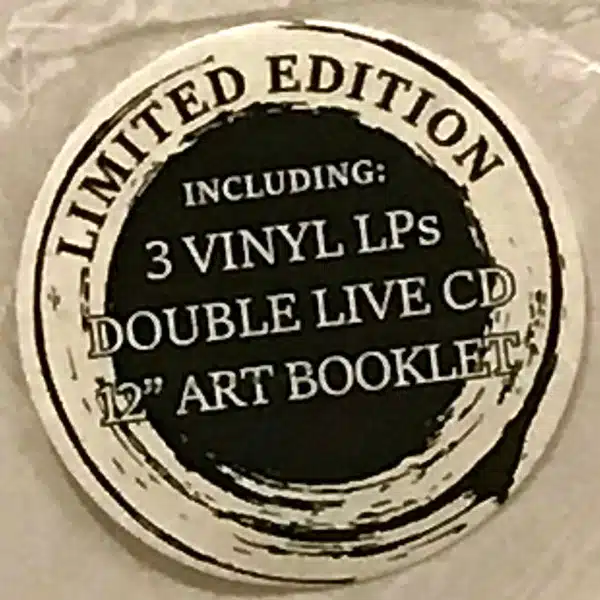 LIMITED EDITION
INCLUDING:
3 VINYL LPs
DOUBLE LIVE CD
12” ART BOOKLET